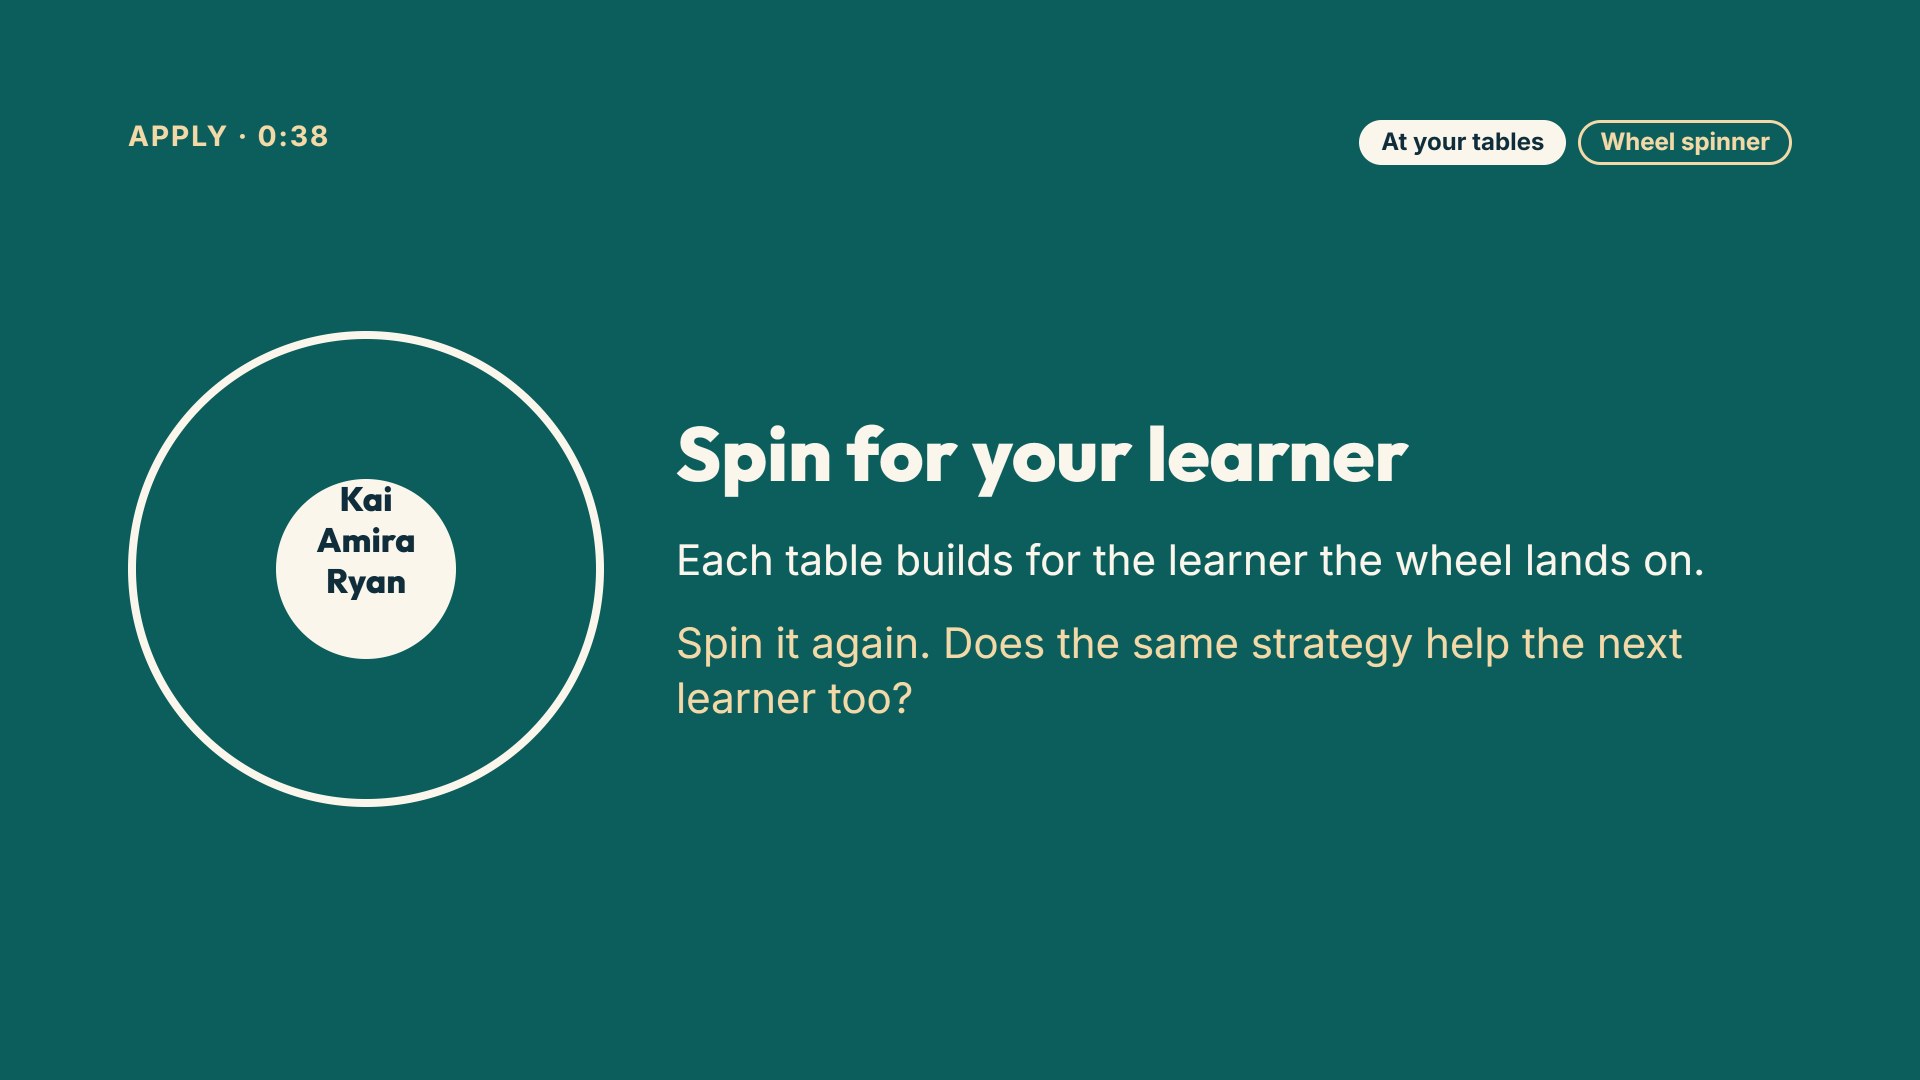 APPLY · 0:38
At your tables
Wheel spinner
Kai
Amira
Ryan
Spin for your learner
Each table builds for the learner the wheel lands on.
Spin it again. Does the same strategy help the next
learner too?